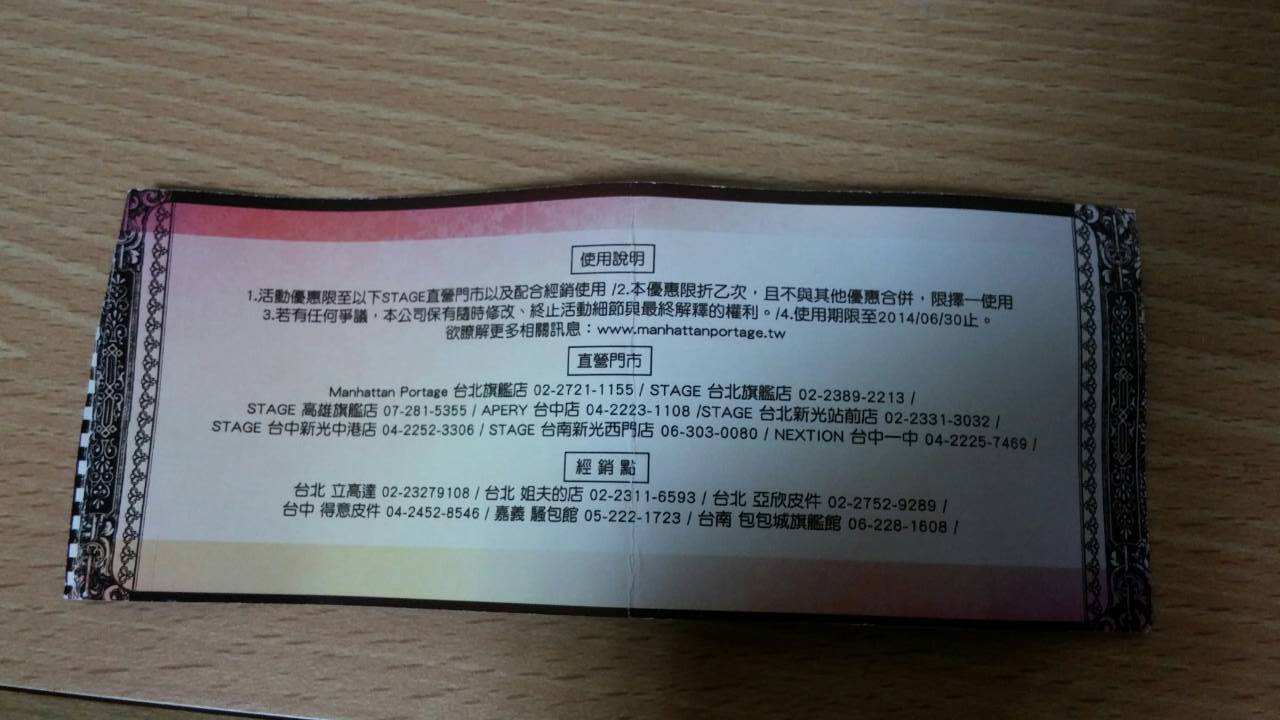 使用說明
1.活動優惠限至以下STAGE直營門市以及配合經銷使用 /2.本優惠限折乙次，且不與其他優惠合併，限擇一使用
3.若有任何爭議，本公司保有隨時修改、終止活動細節與最終解釋的權利。/4.使用期限至2014/06/30止。
欲瞭解更多相關訊息：www.manhattanportage.tw
直營門市
Manhattan Portage 台北旗艦店 02-2721-1155 / STAGE 台北旗艦店 02-2389-2213 /
STAGE 高雄旗艦店 07-281-5355 / APERY 台中店 04-2223-1108 /STAGE 台北新光站前店 02-2331-3032 /
STAGE 台中新光中港店 04-2252-3306 / STAGE 台南新光西門店 06-303-0080 / NEXTION 台中一中 04-2225-7469 /
經銷點
台北 立高達 02-23279108 / 台北 姐夫的店 02-2311-6593 / 台北 亞欣皮件 02-2752-9289 /
台中 得意皮件 04-2452-8546 / 嘉義 騷包館 05-222-1723 / 台南 包包城旗艦館 06-228-1608 /